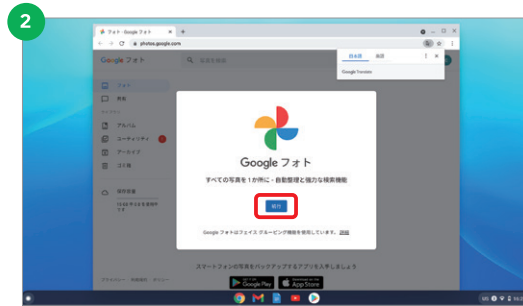 2
Google フォト - Google フォト
photos.google.com
Google フォト
写真を検索
日本語
英語
Google Translate
フォト
共有
アルバム
ユーティリティ
アーカイブ
ゴミ箱
Google フォト
すべての写真を 1 か所に - 自動整理と強力な検索機能
続行
Google フォトはフェイス グルーピング機能を使用しています。 詳細
スマートフォンの写真をバックアップするアプリを入手しましょう
Google Play
App Store
US